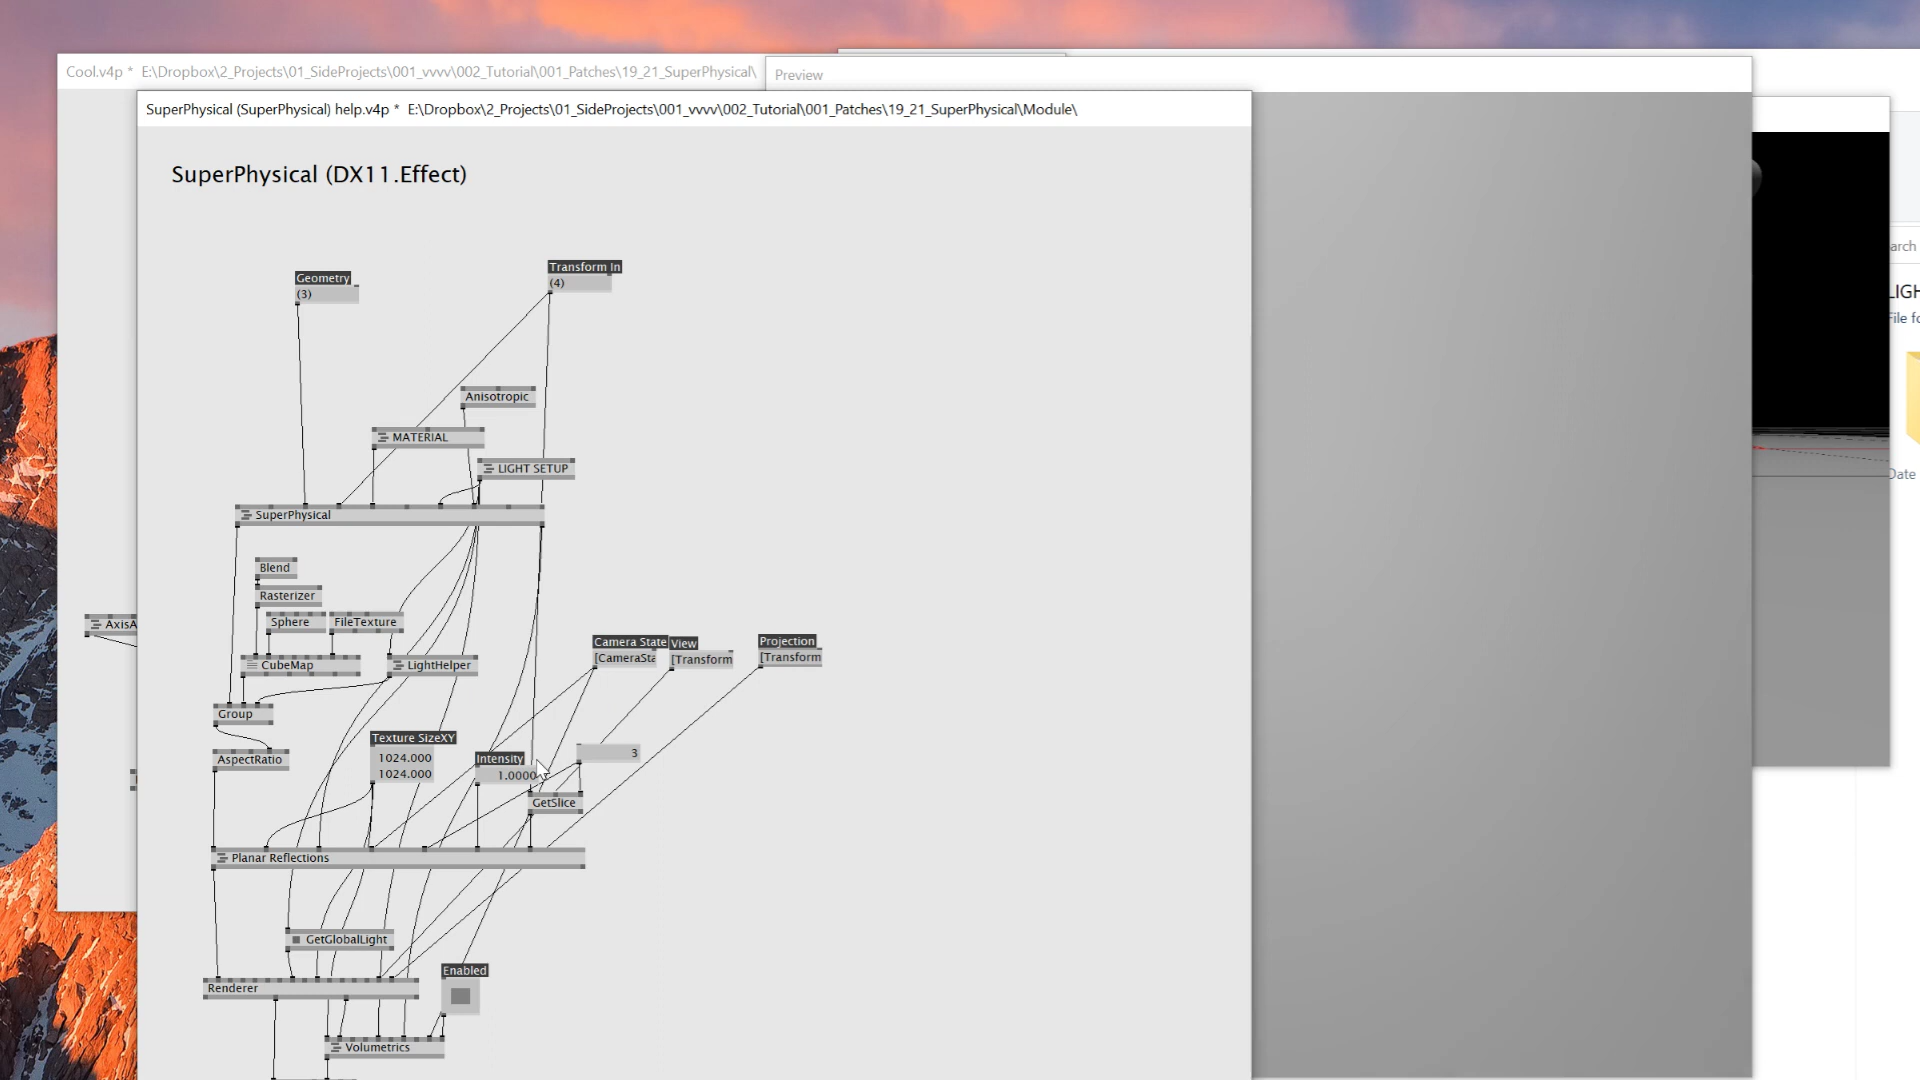 Cool.v4p * E:\Dropbox\2_Projects\01_SideProjects\001_vvvv\002_Tutorial\001_Patches\19_21_SuperPhysical\
Preview
SuperPhysical (SuperPhysical) help.v4p * E:\Dropbox\2_Projects\01_SideProjects\001_vvvv\002_Tutorial\001_Patches\19_21_SuperPhysical\Module\
SuperPhysical (DX11.Effect)
arch
Transform In
(4)
Geometry
(3)
LIGH
File fo
Anisotropic
MATERIAL
LIGHT SETUP
Date
SuperPhysical
Blend
Rasterizer
Sphere
FileTexture
AxisA
Camera State
View
Projection
[CameraSta
[Transform
[Transform
CubeMap
LightHelper
Group
Texture SizeXY
1024.000
1024.000
AspectRatio
Intensity
1.0000
3
GetSlice
Planar Reflections
GetGlobalLight
Enabled
Renderer
Volumetrics